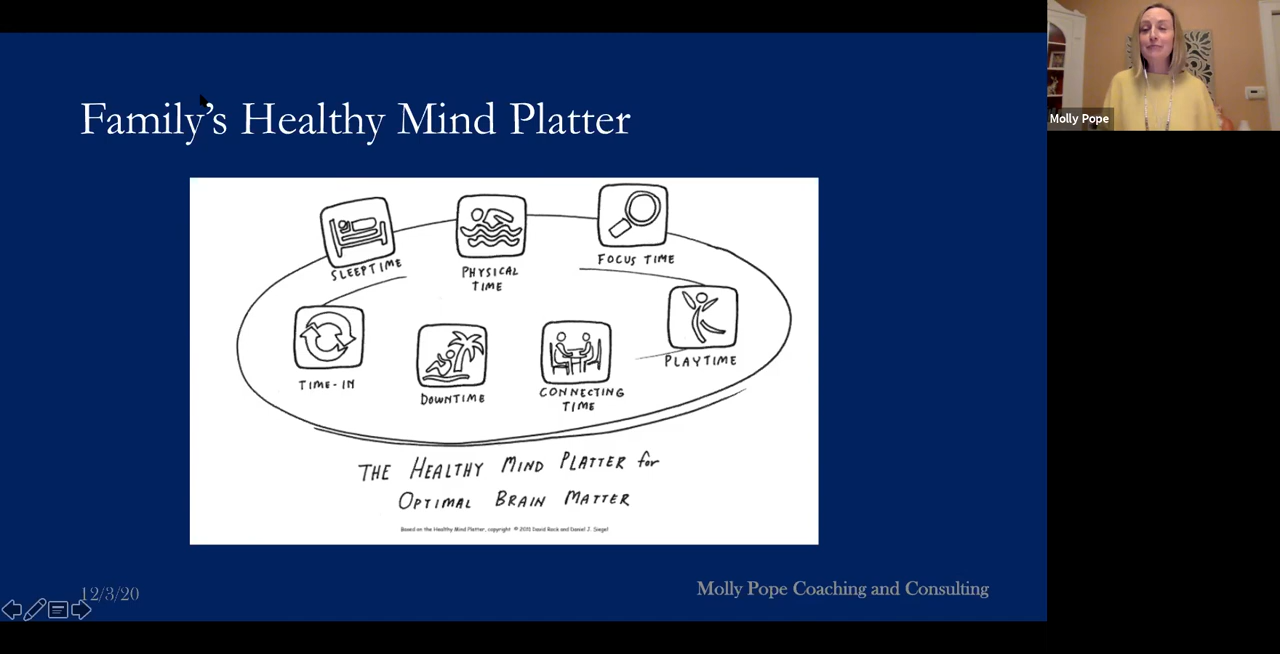 Family’s Healthy Mind Platter
Molly Pope
SLEEPTIME
PHYSICAL
TIME
FOCUS TIME
TIME-IN
DOWNTIME
CONNECTING
TIME
PLAYTIME
THE HEALTHY MIND PLATTER for
OPTIMAL BRAIN MATTER
Based on the Healthy Mind Platter, copyright © 2011 David Rock and Daniel J. Siegel
12/3/20
Molly Pope Coaching and Consulting